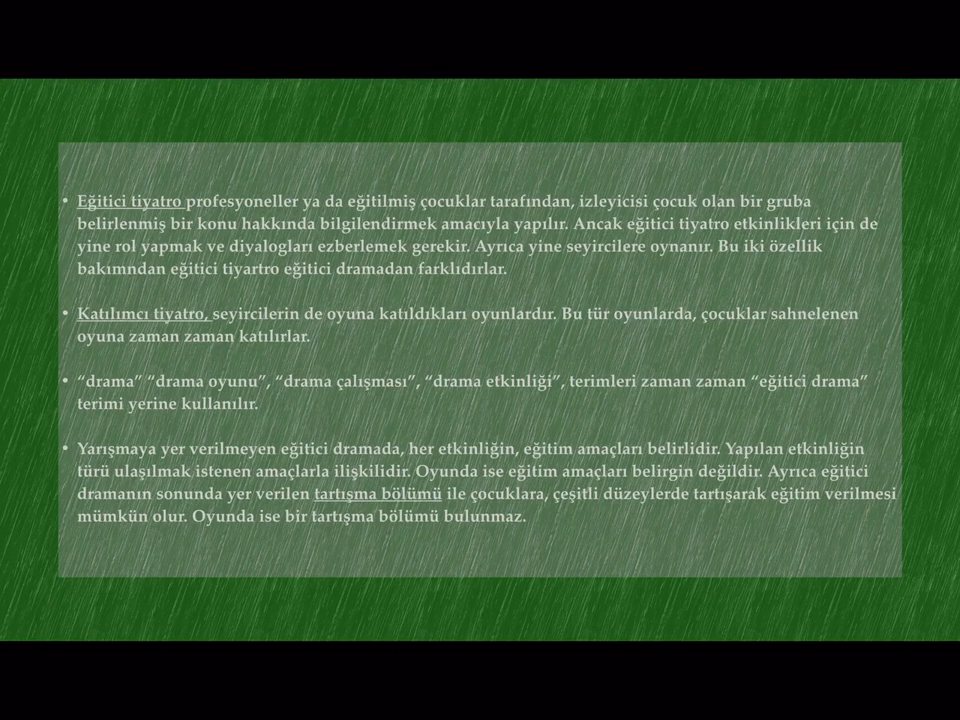 • Eğitici tiyatro profesyoneller ya da eğitilmiş çocuklar tarafından, izleyicisi çocuk olan bir gruba
belirlenmiş bir konu hakkında bilgilendirmek amacıyla yapılır. Ancak eğitici tiyatro etkinlikleri için de
yine rol yapmak ve diyalogları ezberlemek gerekir. Ayrıca yine seyircilere oynanır. Bu iki özellik
bakımndan eğitici tiyartro eğitici dramadan farklıdırlar.
• Katılımcı tiyatro, seyircilerin de oyuna katıldıkları oyunlardır. Bu tür oyunlarda, çocuklar sahnelenen
oyuna zaman zaman katılırlar.
• “drama” “drama oyunu”, “drama çalışması”, “drama etkinliği”, terimleri zaman zaman “eğitici drama”
terimi yerine kullanılır.
• Yarışmaya yer verilmeyen eğitici dramada, her etkinliğin, eğitim amaçları belirlidir. Yapılan etkinliğin
türü ulaşılmak istenen amaçlarla ilişkilidir. Oyunda ise eğitim amaçları belirgin değildir. Ayrıca eğitici
dramanın sonunda yer verilen tartışma bölümü ile çocuklara, çeşitli düzeylerde tartışarak eğitim verilmesi
mümkün olur. Oyunda ise bir tartışma bölümü bulunmaz.